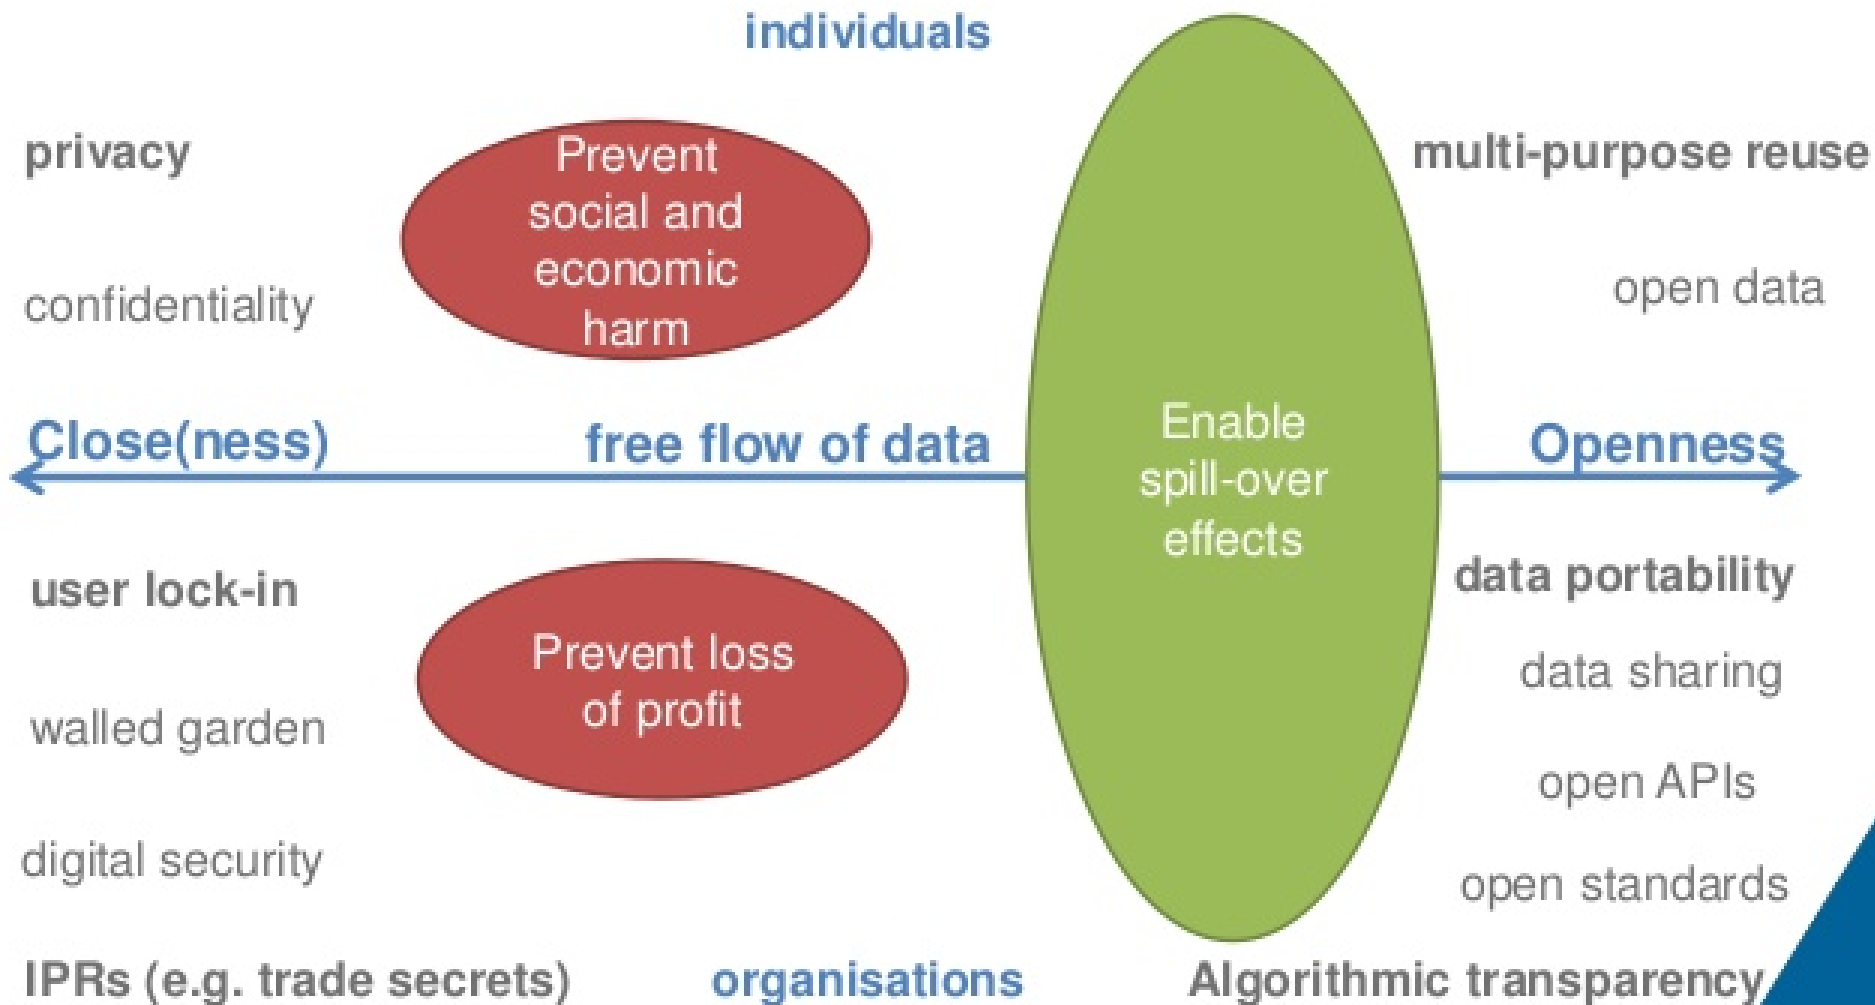 individuals
privacy
Prevent
social and
economic
harm
multi-purpose reuse
confidentiality
open data
Close(ness)
free flow of data
Enable
spill-over
effects
Openness
user lock-in
Prevent loss
of profit
data portability
data sharing
walled garden
open APIs
digital security
open standards
IPRs (e.g. trade secrets)
organisations
Algorithmic transparency